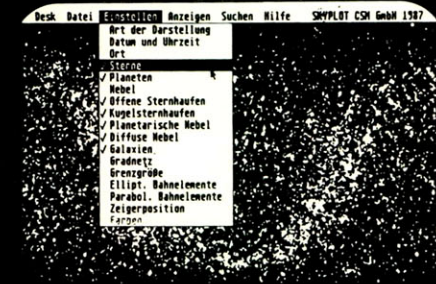 Desk Datei Einstellen Anzeigen Suchen Hilfe SKYPLOT CSM GmbH 1987
Art der Darstellung
Datum und Uhrzeit
Ort
Sterne
✓ Planeten
Nebel
✓ Offene Sternhaufen
✓ Kugelsternhaufen
✓ Planetarische Nebel
✓ Diffuse Nebel
✓ Galaxien
Gradnetz
Grenzgröße
Ellipt. Bahnelemente
Parabol. Bahnelemente
Zeigerposition
Farben